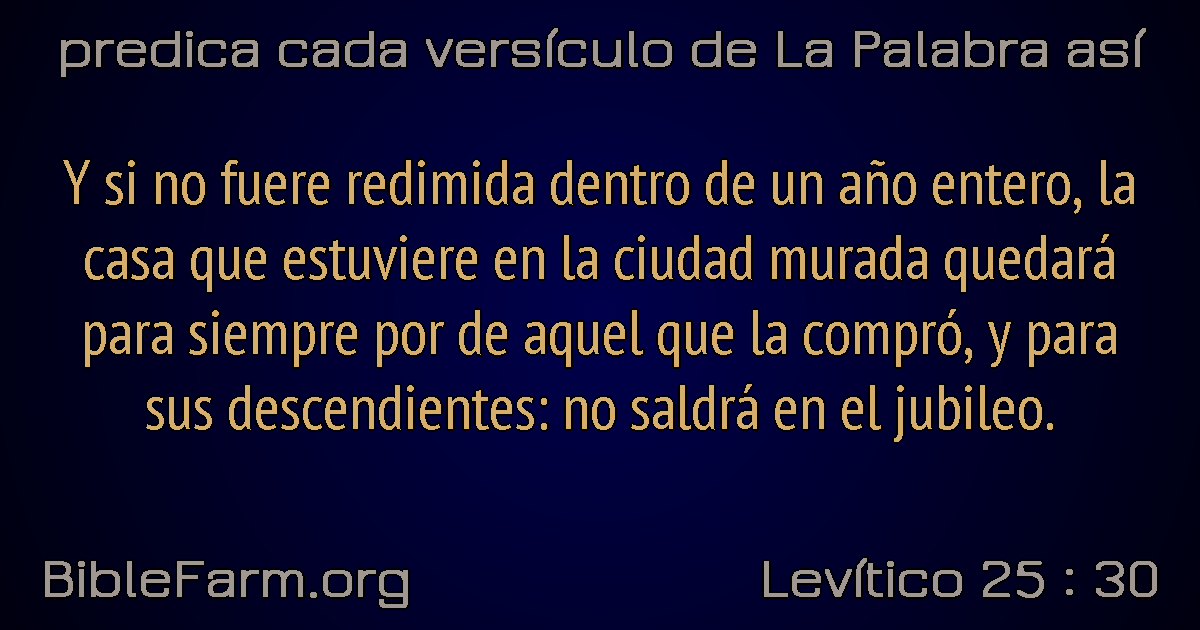 predica cada versículo de La Palabra así
Y si no fuere redimida dentro de un año entero, la
casa que estuviere en la ciudad murada quedará
para siempre por de aquel que la compró, y para
sus descendientes: no saldrá en el jubileo.
BibleFarm.org
Levítico 25 : 30